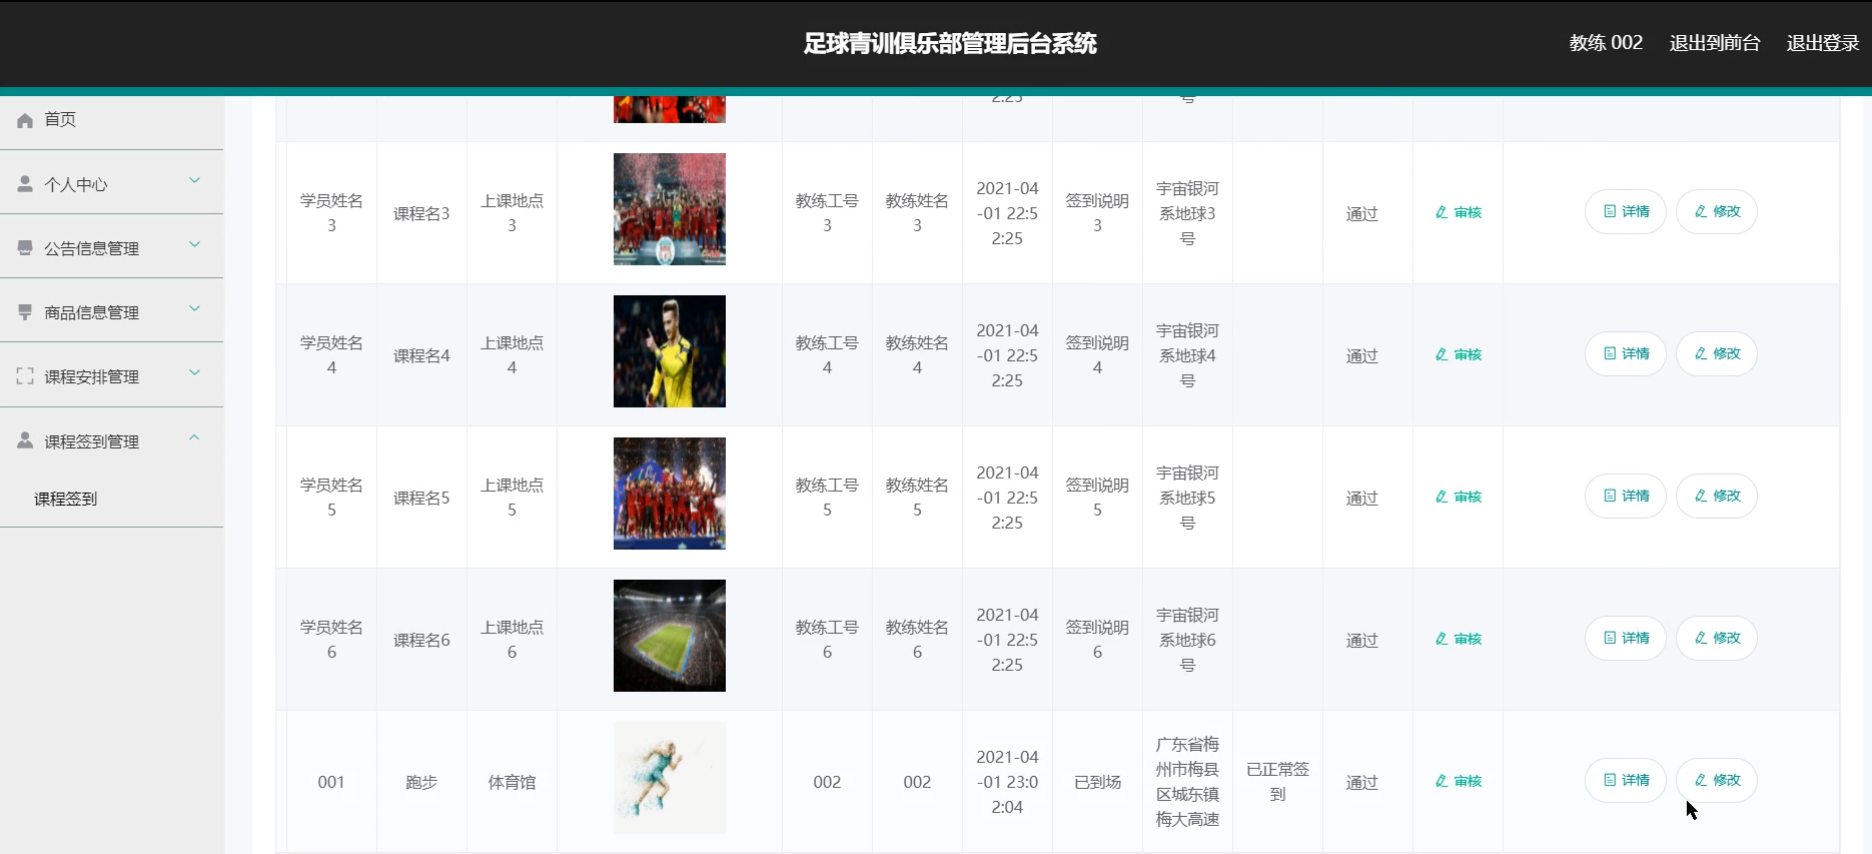 足球青训俱乐部管理后台系统
教练 002
退出到前台
退出登录
首页
个人中心
公告信息管理
商品信息管理
课程安排管理
课程签到管理
课程签到
2:25
号
学员姓名
3
课程名3
上课地点
3
教练工号
3
教练姓名
3
2021-04
-01 22:5
2:25
签到说明
3
宇宙银河
系地球3
号
通过
审核
详情
修改
学员姓名
4
课程名4
上课地点
4
教练工号
4
教练姓名
4
2021-04
-01 22:5
2:25
签到说明
4
宇宙银河
系地球4
号
通过
审核
详情
修改
学员姓名
5
课程名5
上课地点
5
教练工号
5
教练姓名
5
2021-04
-01 22:5
2:25
签到说明
5
宇宙银河
系地球5
号
通过
审核
详情
修改
学员姓名
6
课程名6
上课地点
6
教练工号
6
教练姓名
6
2021-04
-01 22:5
2:25
签到说明
6
宇宙银河
系地球6
号
通过
审核
详情
修改
001
跑步
体育馆
002
002
2021-04
-01 23:0
2:04
已到场
广东省梅
州市梅县
区城东镇
梅大高速
已正常签
到
通过
审核
详情
修改